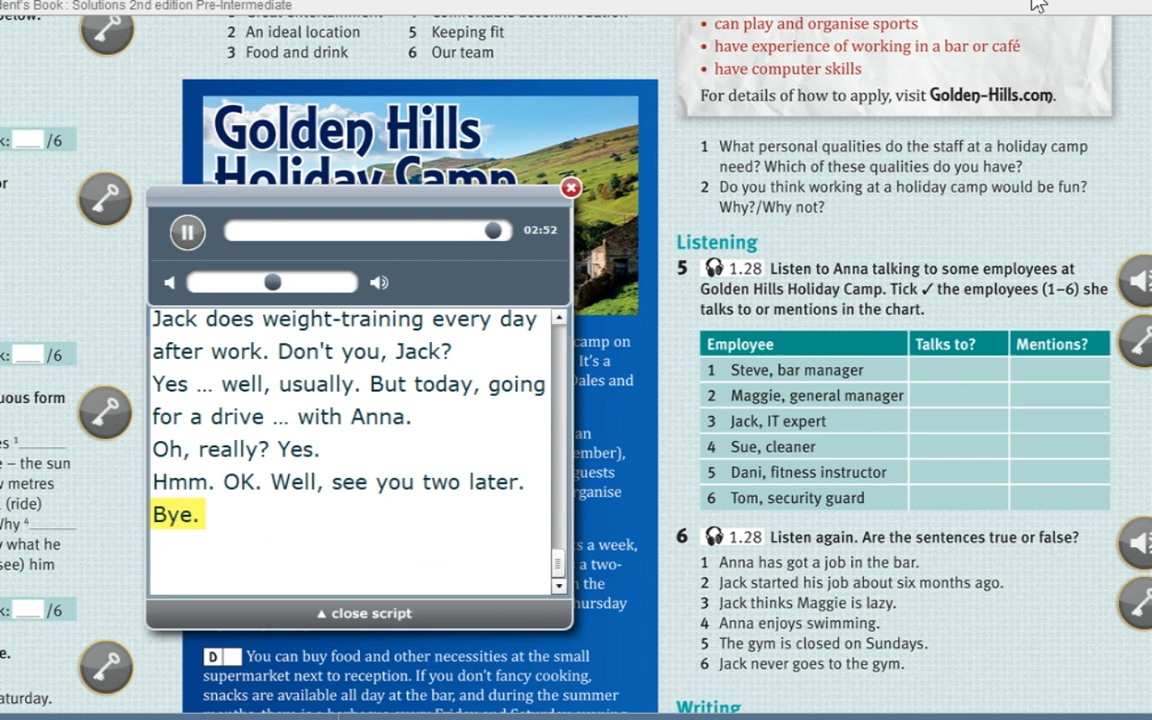 dent's Book : Solutions 2nd edition Pre-Intermediate
2 An ideal location
3 Food and drink
5 Keeping fit
6 Our team
Golden Hills
Holiday Camp
02:52
Jack does weight-training every day
after work. Don't you, Jack?
Yes ... well, usually. But today, going
for a drive ... with Anna.
Oh, really? Yes.
Hmm. OK. Well, see you two later.
Bye.
▲ close script
camp on
It's a
Dales and
an
ember),
guests
rganise
ts a week,
a two-
n the
hursday
D You can buy food and other necessities at the small
supermarket next to reception. If you don't fancy cooking,
snacks are available all day at the bar, and during the summer
• can play and organise sports
• have experience of working in a bar or café
• have computer skills
For details of how to apply, visit Golden-Hills.com.
1 What personal qualities do the staff at a holiday camp
need? Which of these qualities do you have?
2 Do you think working at a holiday camp would be fun?
Why?/Why not?
Listening
5 1.28 Listen to Anna talking to some employees at
Golden Hills Holiday Camp. Tick ✓ the employees (1–6) she
talks to or mentions in the chart.
Employee Talks to? Mentions?
1 Steve, bar manager
2 Maggie, general manager
3 Jack, IT expert
4 Sue, cleaner
5 Dani, fitness instructor
6 Tom, security guard
6 1.28 Listen again. Are the sentences true or false?
1 Anna has got a job in the bar.
2 Jack started his job about six months ago.
3 Jack thinks Maggie is lazy.
4 Anna enjoys swimming.
5 The gym is closed on Sundays.
6 Jack never goes to the gym.
Writing
k: /6
or
k: /6
uous form
es 1
e – the sun
w metres
(ride)
Why 4
y what he
see) him
k: /6
e.
aturday.